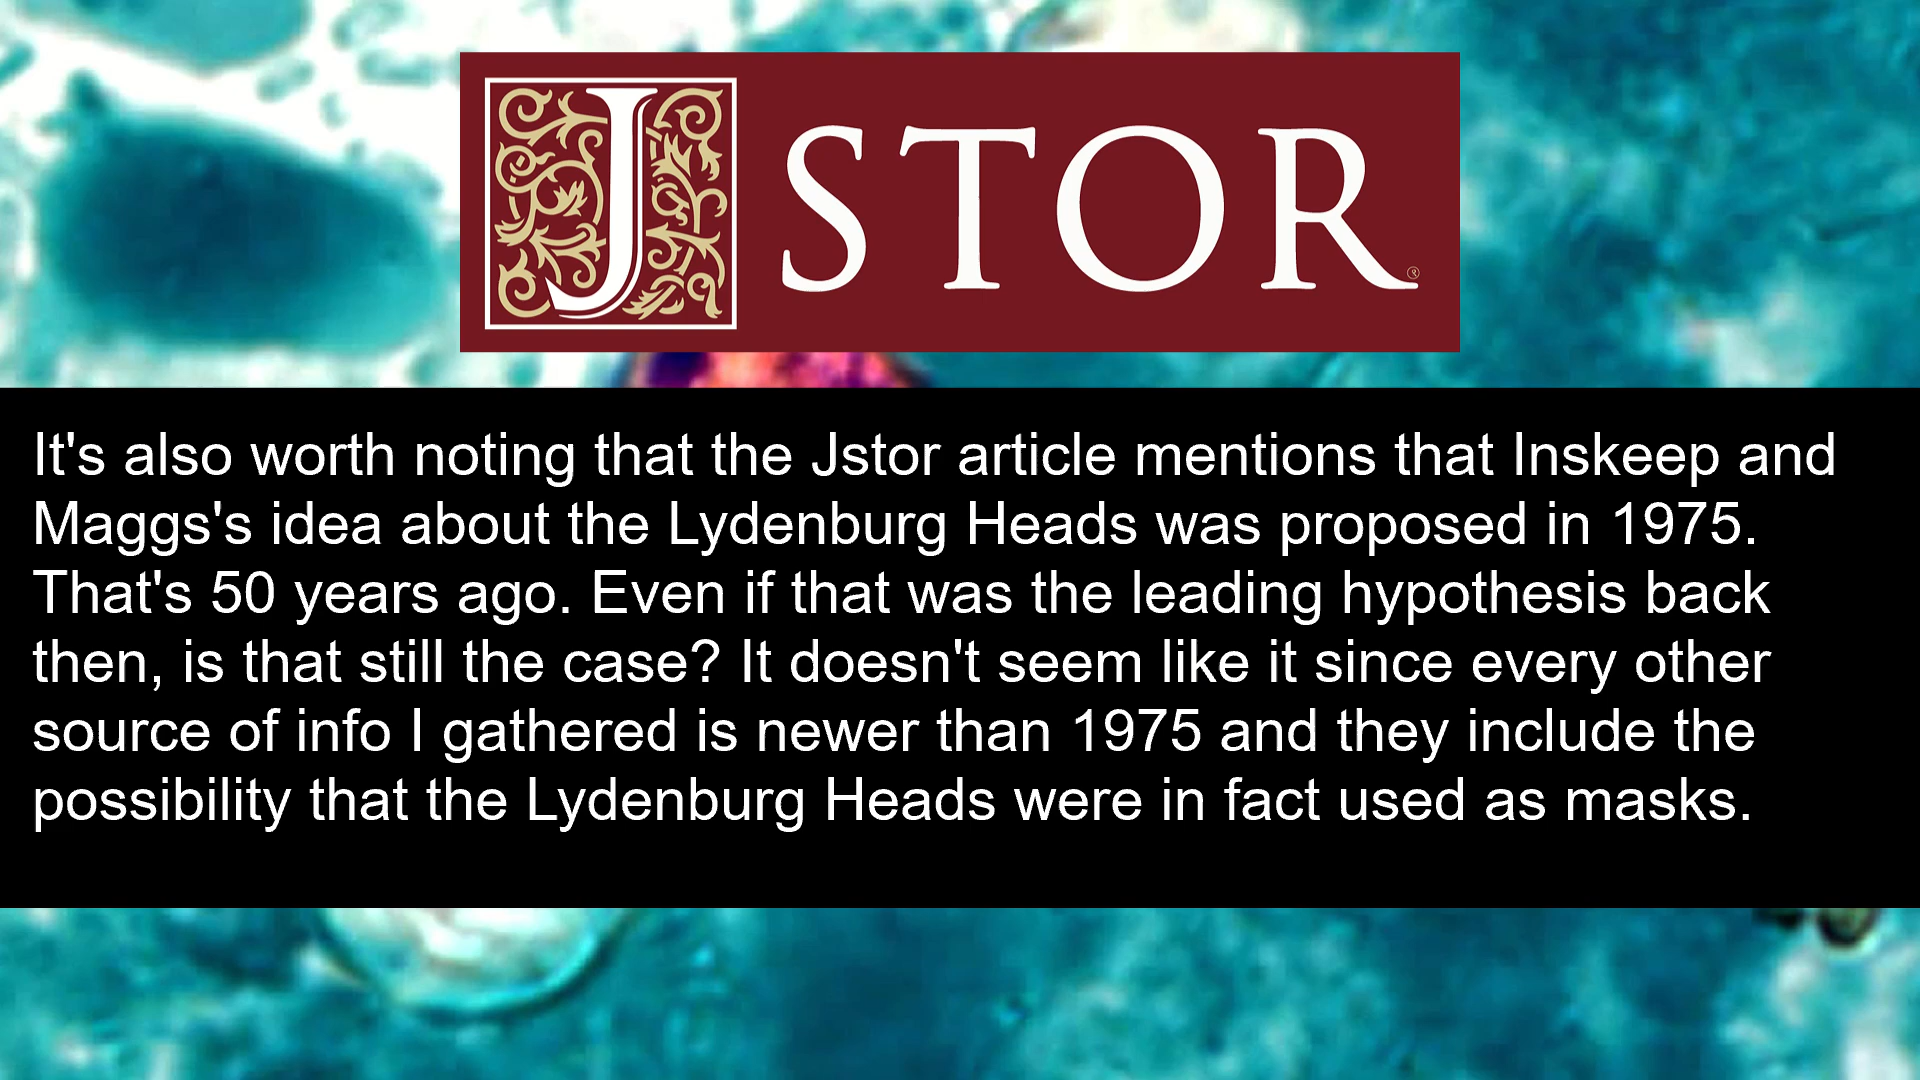 JSTOR®
It's also worth noting that the Jstor article mentions that Inskeep and
Maggs's idea about the Lydenburg Heads was proposed in 1975.
That's 50 years ago. Even if that was the leading hypothesis back
then, is that still the case? It doesn't seem like it since every other
source of info I gathered is newer than 1975 and they include the
possibility that the Lydenburg Heads were in fact used as masks.